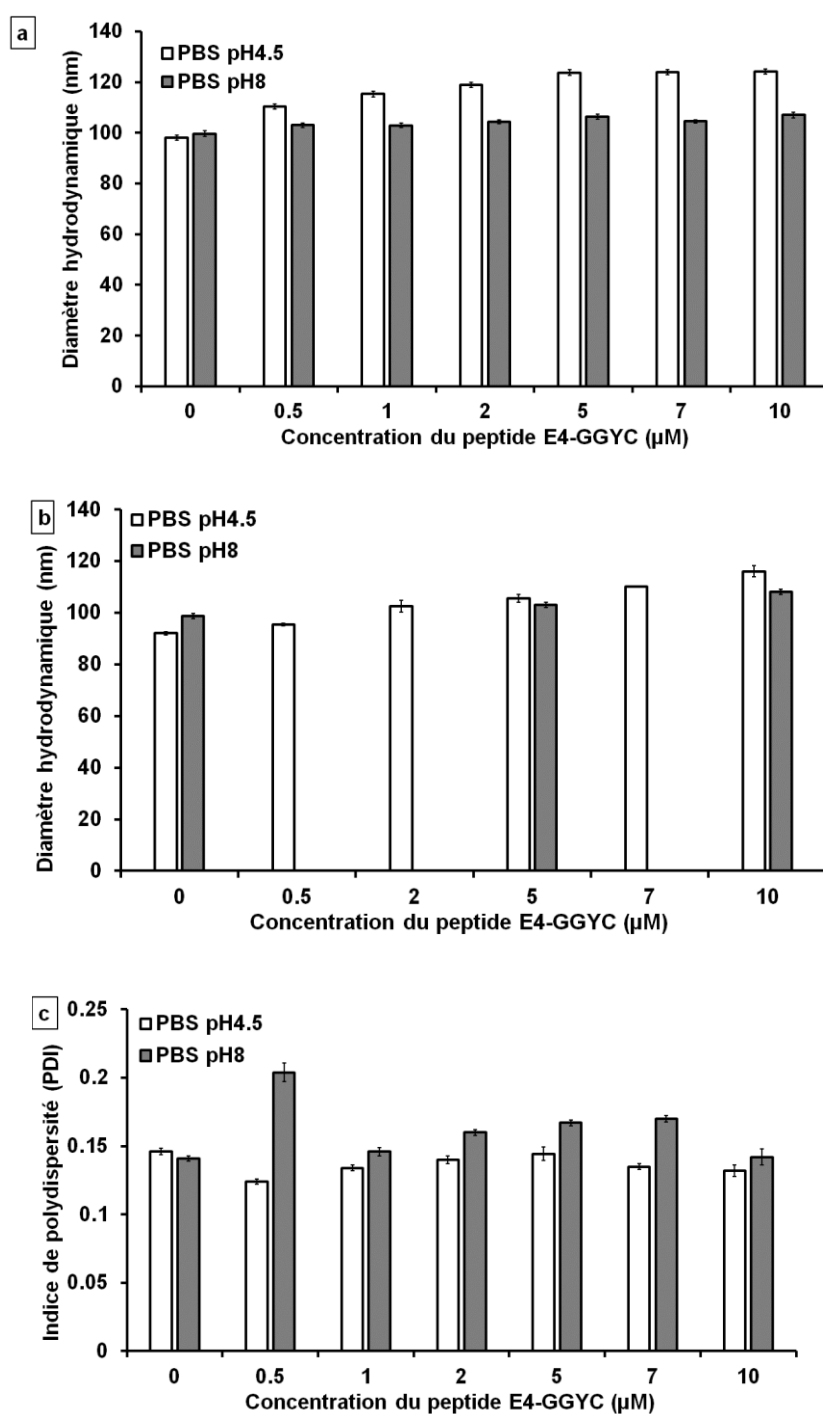 a
PBS pH4.5
PBS pH8
Diamètre hydrodynamique (nm)
140
120
100
80
60
40
20
0
0 0.5 1 2 5 7 10
Concentration du peptide E4-GGYC (µM)
b
PBS pH4.5
PBS pH8
Diamètre hydrodynamique (nm)
140
120
100
80
60
40
20
0
0 0.5 2 5 7 10
Concentration du peptide E4-GGYC (µM)
c
PBS pH4.5
PBS pH8
Indice de polydispersité (PDI)
0.25
0.2
0.15
0.1
0.05
0
0 0.5 1 2 5 7 10
Concentration du peptide E4-GGYC (µM)